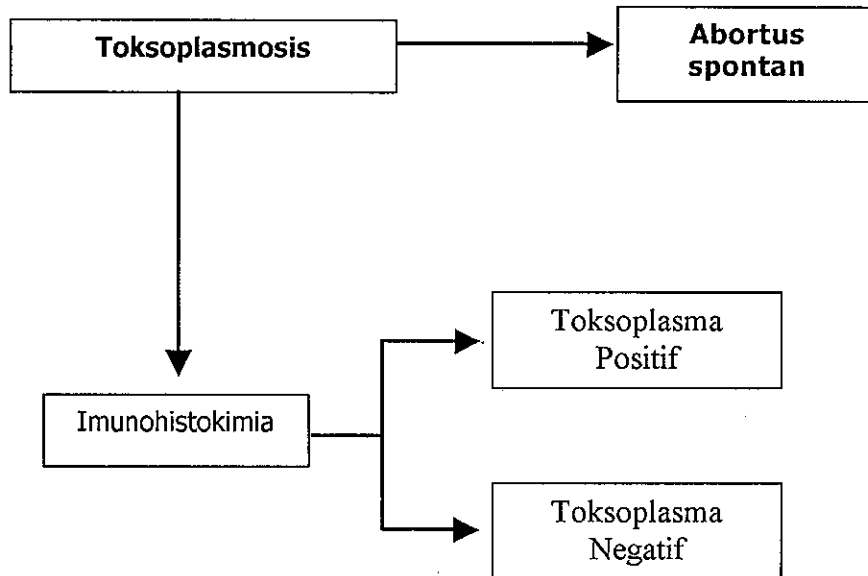 Toksoplasmosis
Abortus
spontan
Toksoplasma
Positif
Imunohistokimia
Toksoplasma
Negatif